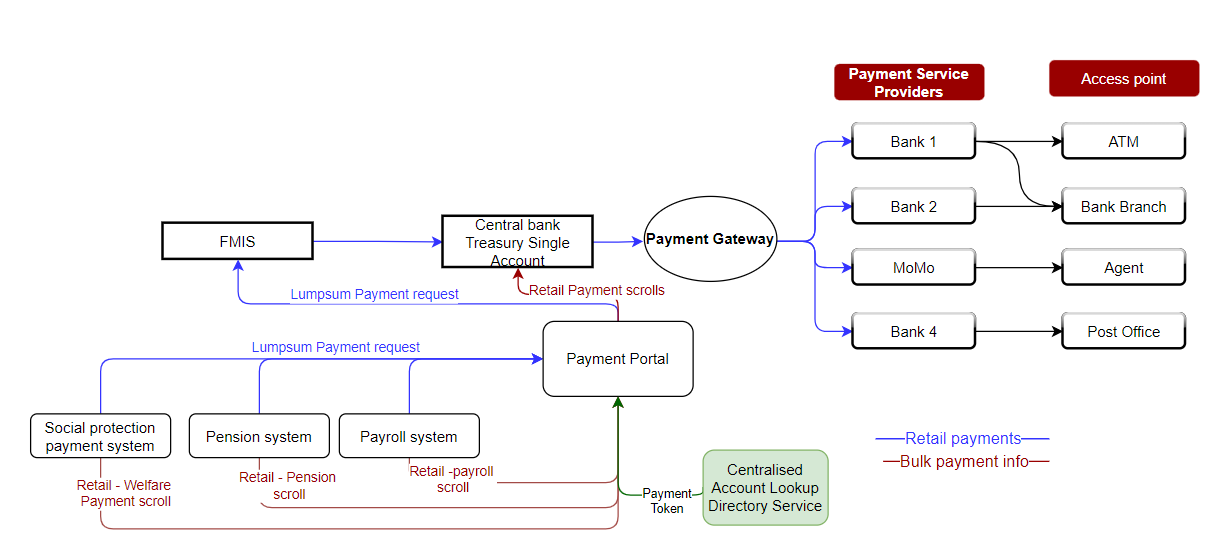 Payment Service
Providers
Access point
Bank 1
ATM
Bank 2
Bank Branch
FMIS
Central bank
Treasury Single
Account
Payment Gateway
MoMo
Agent
Lumpsum Payment request
Retail Payment scrolls
Bank 4
Post Office
Lumpsum Payment request
Payment Portal
Social protection
payment system
Pension system
Payroll system
Retail payments
Bulk payment info
Retail - Welfare
Payment scroll
Retail - Pension
scroll
Retail -payroll
scroll
Payment
Token
Centralised
Account Lookup
Directory Service